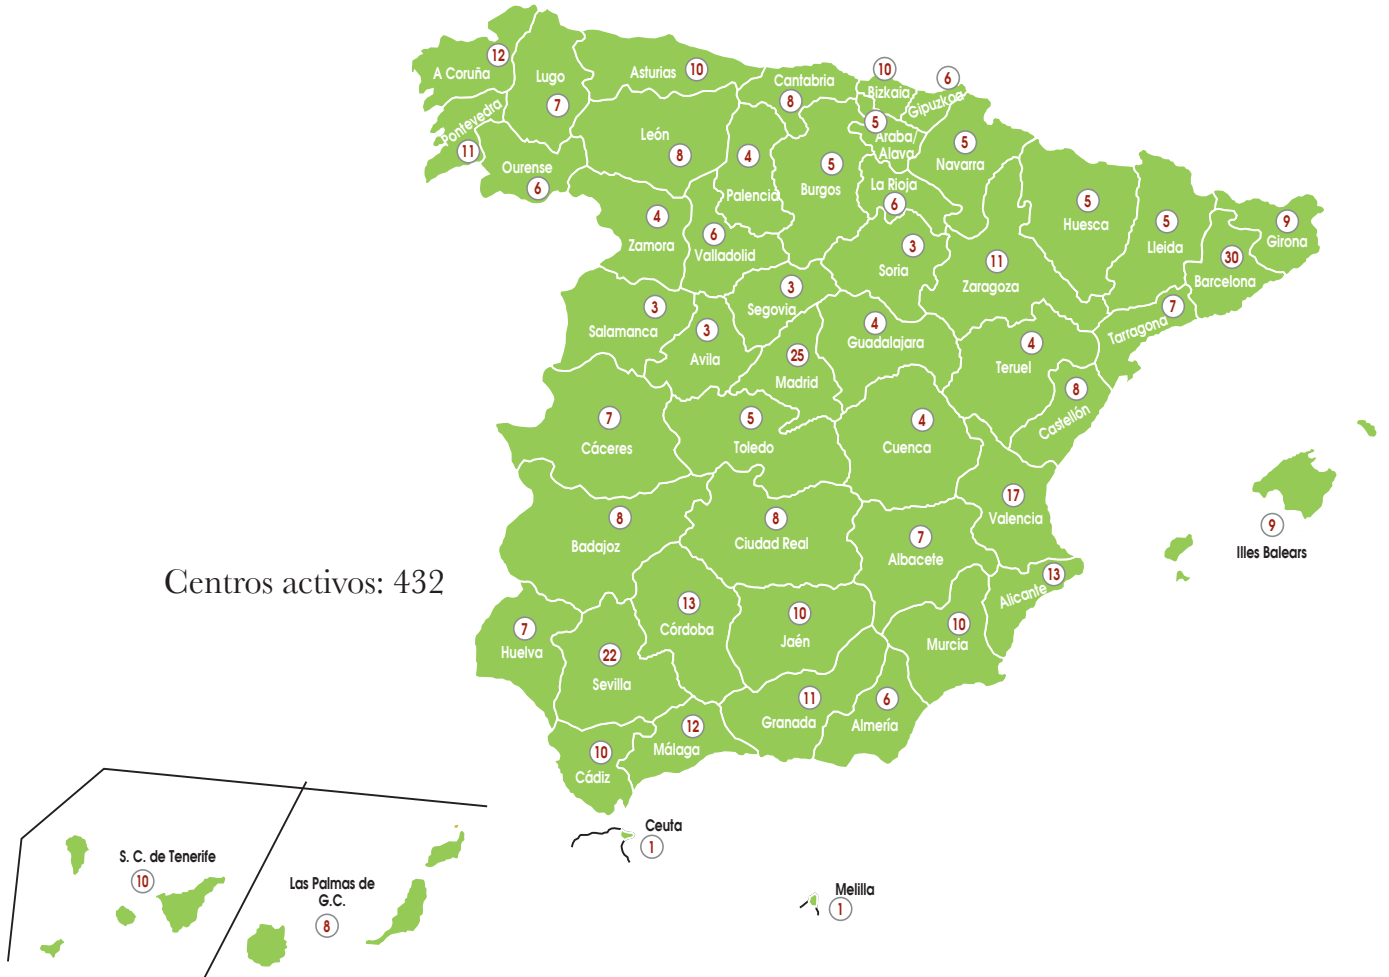 12
A Coruña
Lugo
7
Asturias
10
Cantabria
8
10
Bizkaia
6
Gipuzkoa
Pontevedra
11
Ourense
6
León
8
4
Palencia
5
Burgos
5
Araba/
Alava
5
Navarra
La Rioja
6
4
Zamora
6
Valladolid
3
Soria
11
Zaragoza
5
Huesca
5
Lleida
9
Girona
30
Barcelona
7
Tarragona
3
Salamanca
3
Avila
3
Segovia
25
Madrid
4
Guadalajara
4
Teruel
8
Castellón
7
Cáceres
5
Toledo
4
Cuenca
17
Valencia
9
Illes Balears
8
Badajoz
8
Ciudad Real
7
Albacete
13
Alicante
Centros activos: 432
7
Huelva
22
Sevilla
13
Córdoba
10
Jaén
10
Murcia
11
Granada
6
Almería
12
Málaga
10
Cádiz
Ceuta
1
Melilla
1
S. C. de Tenerife
10
Las Palmas de
G.C.
8